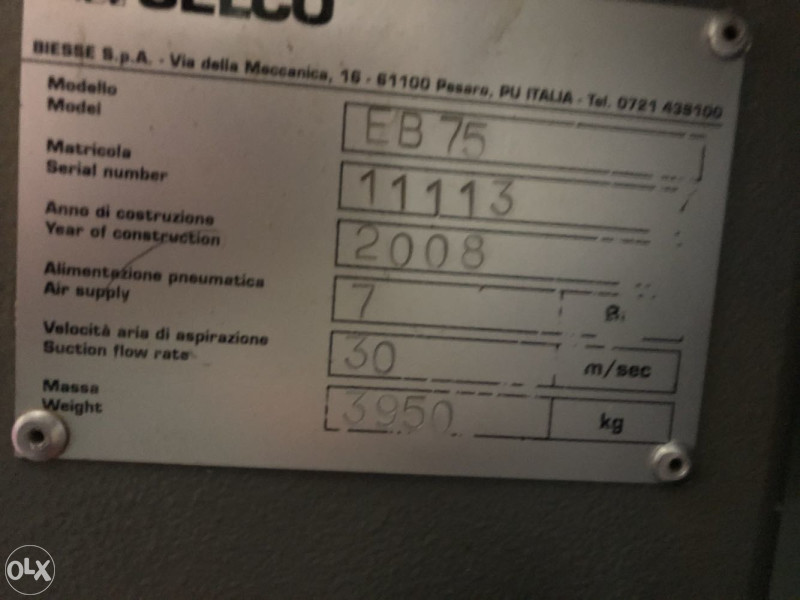 SELCO
BIESSE S.p.A. - Via della Meccanica, 16 - 61100 Pesaro, PU ITALIA - Tel. 0721 439100
Modello
Model
EB 75
Matricola
Serial number
11113
Anno di costruzione
Year of construction
2008
Alimentazione pneumatica
Air supply
7
Velocità aria di aspirazione
Suction flow rate
30 m/sec
Massa
Weight
3950 kg
OLX